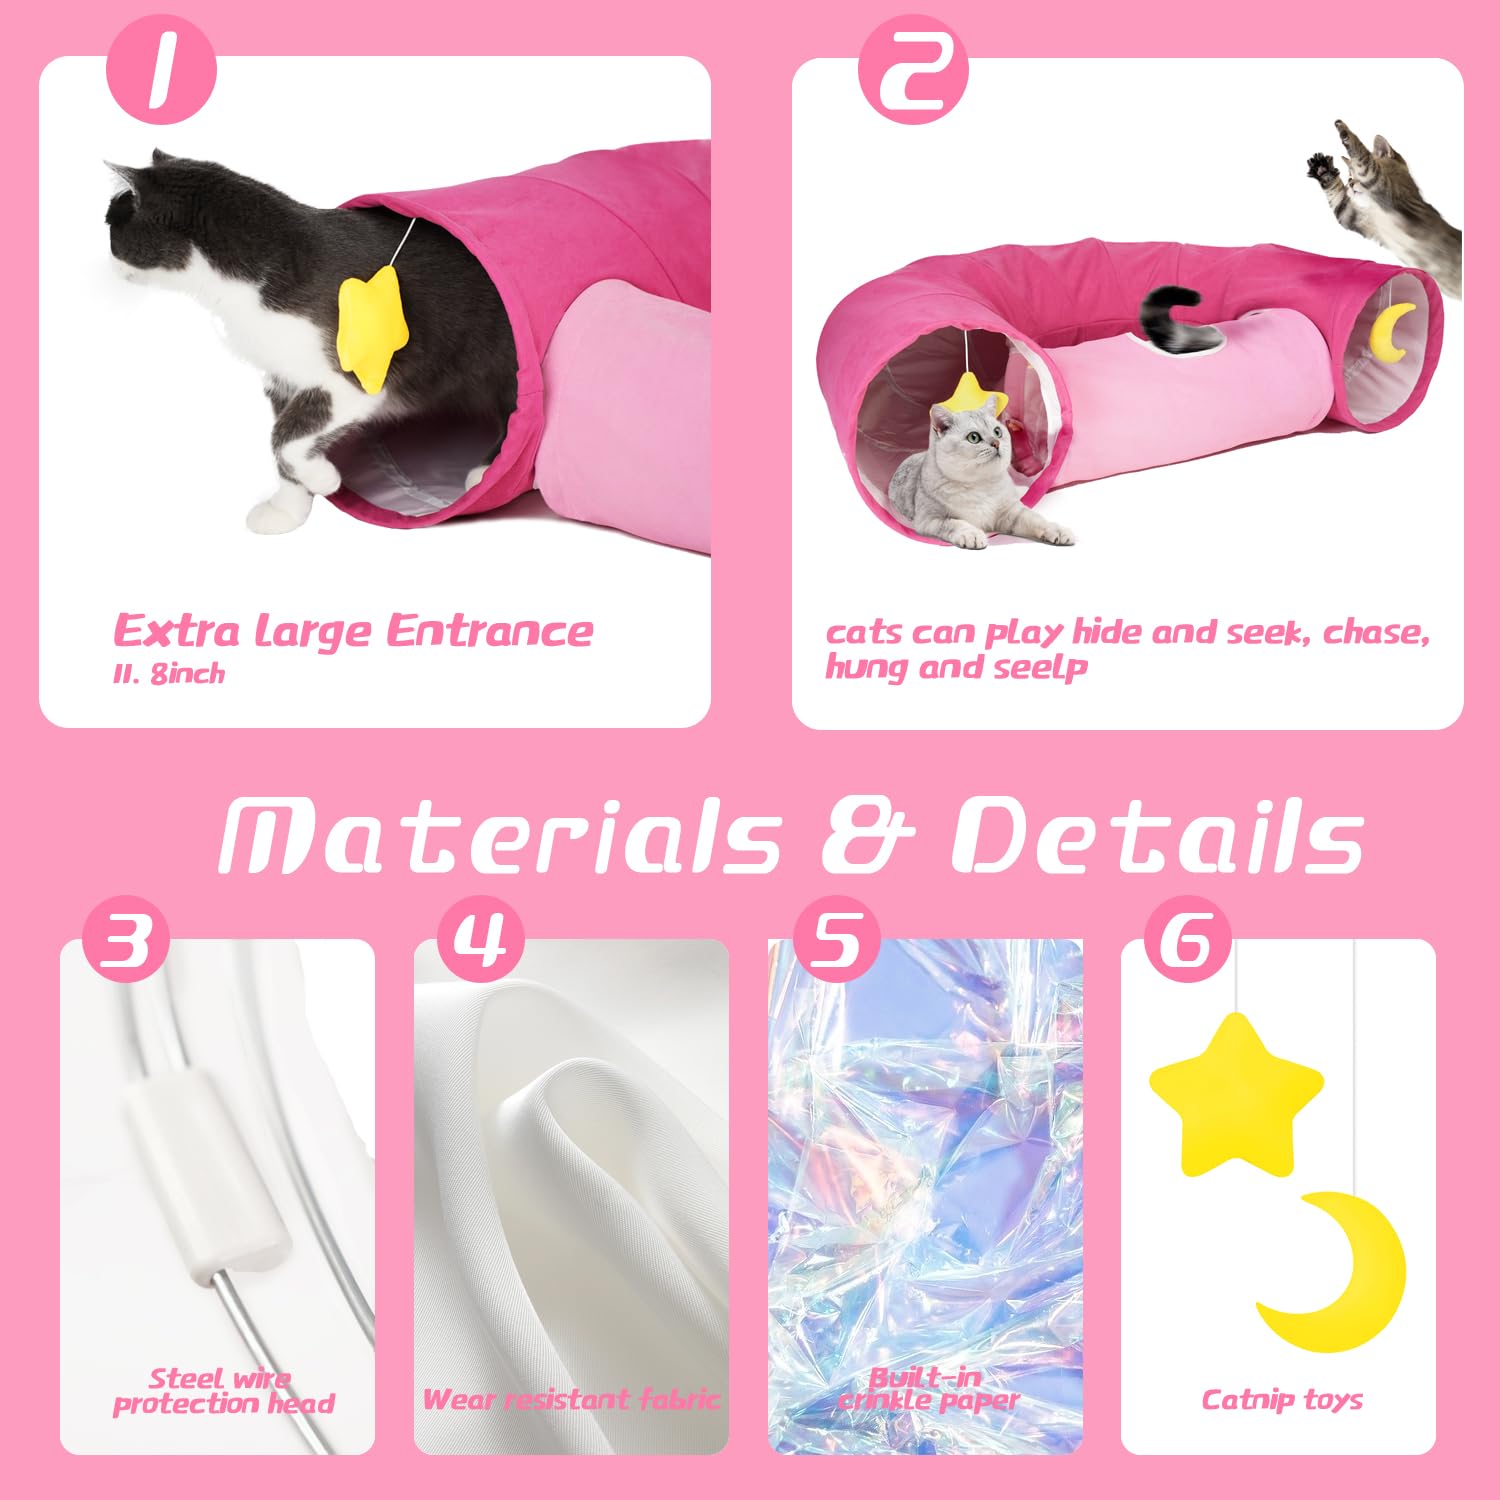 1
2
Extra large Entrance
11. 8inch
cats can play hide and seek, chase,
hung and seelp
Materials & Details
3
4
5
6
Steel wire
protection head
Wear resistant fabric
Built-in
crinkle paper
Catnip toys